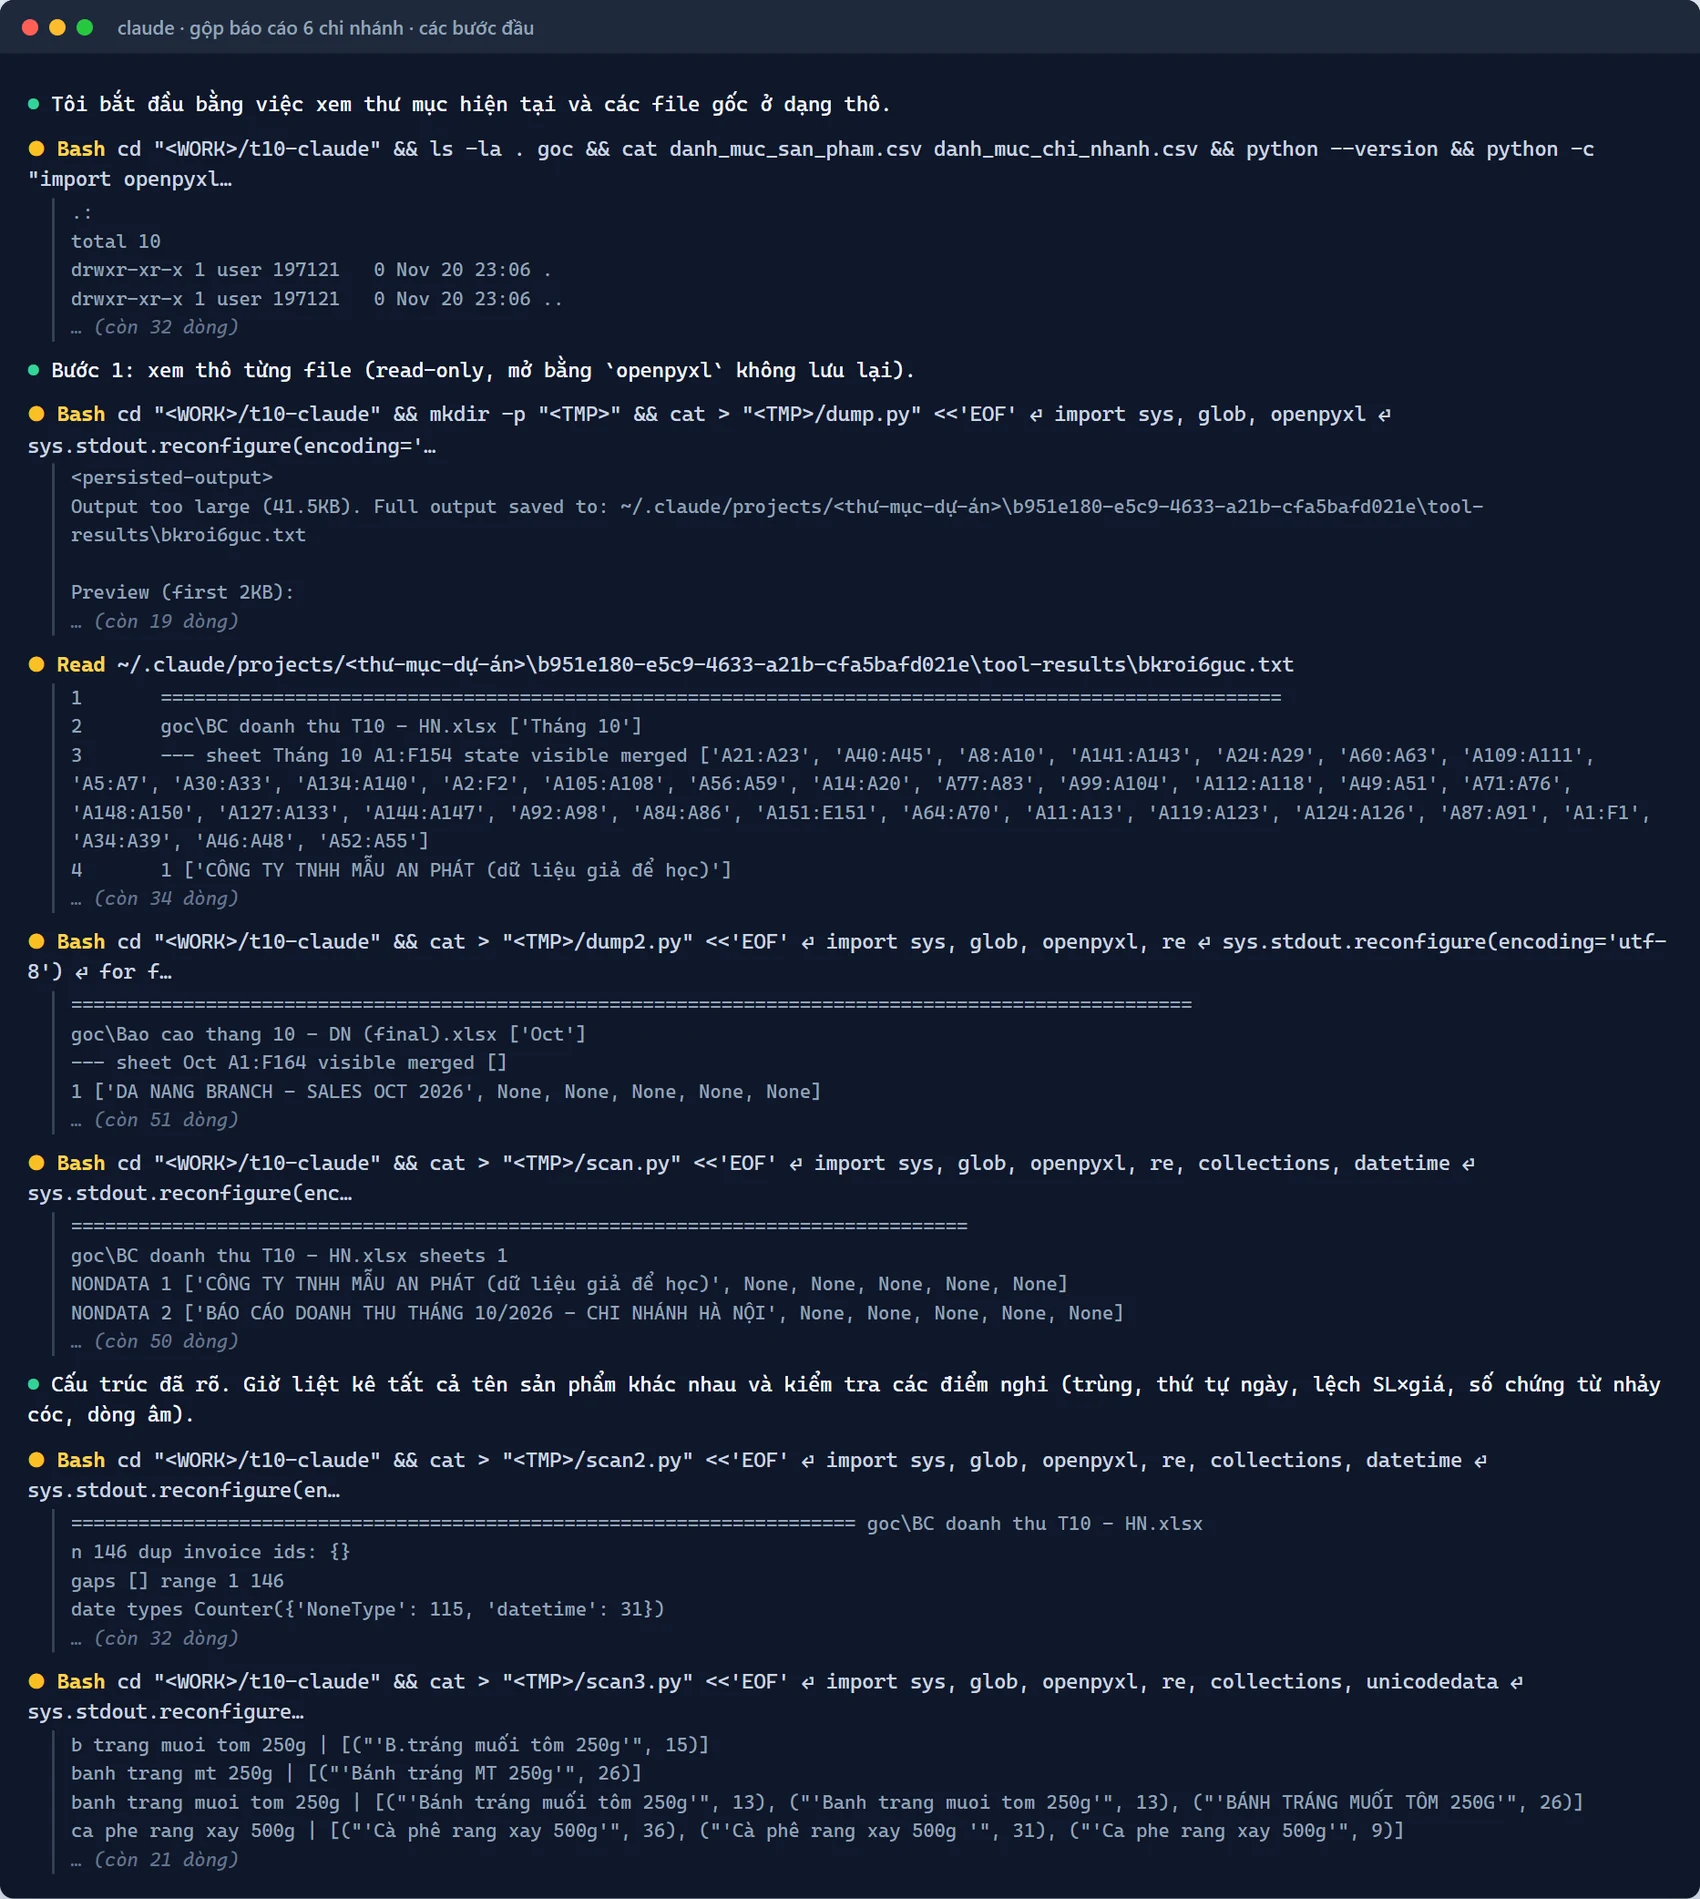 claude · gộp báo cáo 6 chi nhánh · các bước đầu
● Tôi bắt đầu bằng việc xem thư mục hiện tại và các file gốc ở dạng thô.
● Bash cd "<WORK>/t10-claude" && ls -la . goc && cat danh_muc_san_pham.csv danh_muc_chi_nhanh.csv && python --version && python -c
"import openpyxl…
.:
total 10
drwxr-xr-x 1 user 197121   0 Nov 20 23:06 .
drwxr-xr-x 1 user 197121   0 Nov 20 23:06 ..
… (còn 32 dòng)
● Bước 1: xem thô từng file (read-only, mở bằng `openpyxl` không lưu lại).
● Bash cd "<WORK>/t10-claude" && mkdir -p "<TMP>" && cat > "<TMP>/dump.py" <<'EOF' ⏎ import sys, glob, openpyxl ⏎
sys.stdout.reconfigure(encoding='…
<persisted-output>
Output too large (41.5KB). Full output saved to: ~/.claude/projects/<thư-mục-dự-án>\b951e180-e5c9-4633-a21b-cfa5bafd021e\tool-
results\bkroi6guc.txt
Preview (first 2KB):
… (còn 19 dòng)
● Read ~/.claude/projects/<thư-mục-dự-án>\b951e180-e5c9-4633-a21b-cfa5bafd021e\tool-results\bkroi6guc.txt
1       ====================================================================================================
2       goc\BC doanh thu T10 - HN.xlsx ['Tháng 10']
3       --- sheet Tháng 10 A1:F154 state visible merged ['A21:A23', 'A40:A45', 'A8:A10', 'A141:A143', 'A24:A29', 'A60:A63', 'A109:A111',
'A5:A7', 'A30:A33', 'A134:A140', 'A2:F2', 'A105:A108', 'A56:A59', 'A14:A20', 'A77:A83', 'A99:A104', 'A112:A118', 'A49:A51', 'A71:A76',
'A148:A150', 'A127:A133', 'A144:A147', 'A92:A98', 'A84:A86', 'A151:E151', 'A64:A70', 'A11:A13', 'A119:A123', 'A124:A126', 'A87:A91', 'A1:F1',
'A34:A39', 'A46:A48', 'A52:A55']
4       1 ['CÔNG TY TNHH MẪU AN PHÁT (dữ liệu giả để học)']
… (còn 34 dòng)
● Bash cd "<WORK>/t10-claude" && cat > "<TMP>/dump2.py" <<'EOF' ⏎ import sys, glob, openpyxl, re ⏎ sys.stdout.reconfigure(encoding='utf-
8') ⏎ for f…
====================================================================================================
goc\Bao cao thang 10 - DN (final).xlsx ['Oct']
--- sheet Oct A1:F164 visible merged []
1 ['DA NANG BRANCH - SALES OCT 2026', None, None, None, None, None]
… (còn 51 dòng)
● Bash cd "<WORK>/t10-claude" && cat > "<TMP>/scan.py" <<'EOF' ⏎ import sys, glob, openpyxl, re, collections, datetime ⏎
sys.stdout.reconfigure(enc…
================================================================================
goc\BC doanh thu T10 - HN.xlsx sheets 1
NONDATA 1 ['CÔNG TY TNHH MẪU AN PHÁT (dữ liệu giả để học)', None, None, None, None, None]
NONDATA 2 ['BÁO CÁO DOANH THU THÁNG 10/2026 - CHI NHÁNH HÀ NỘI', None, None, None, None, None]
… (còn 50 dòng)
● Cấu trúc đã rõ. Giờ liệt kê tất cả tên sản phẩm khác nhau và kiểm tra các điểm nghi (trùng, thứ tự ngày, lệch SL×giá, số chứng từ nhảy
cóc, dòng âm).
● Bash cd "<WORK>/t10-claude" && cat > "<TMP>/scan2.py" <<'EOF' ⏎ import sys, glob, openpyxl, re, collections, datetime ⏎
sys.stdout.reconfigure(en…
====================================================================== goc\BC doanh thu T10 - HN.xlsx
n 146 dup invoice ids: {}
gaps [] range 1 146
date types Counter({'NoneType': 115, 'datetime': 31})
… (còn 32 dòng)
● Bash cd "<WORK>/t10-claude" && cat > "<TMP>/scan3.py" <<'EOF' ⏎ import sys, glob, openpyxl, re, collections, unicodedata ⏎
sys.stdout.reconfigure…
b trang muoi tom 250g | [("'B.tráng muối tôm 250g'", 15)]
banh trang mt 250g | [("'Bánh tráng MT 250g'", 26)]
banh trang muoi tom 250g | [("'Bánh tráng muối tôm 250g'", 13), ("'Banh trang muoi tom 250g'", 13), ("'BÁNH TRÁNG MUỐI TÔM 250G'", 26)]
ca phe rang xay 500g | [("'Cà phê rang xay 500g'", 36), ("'Cà phê rang xay 500g '", 31), ("'Ca phe rang xay 500g'", 9)]
… (còn 21 dòng)